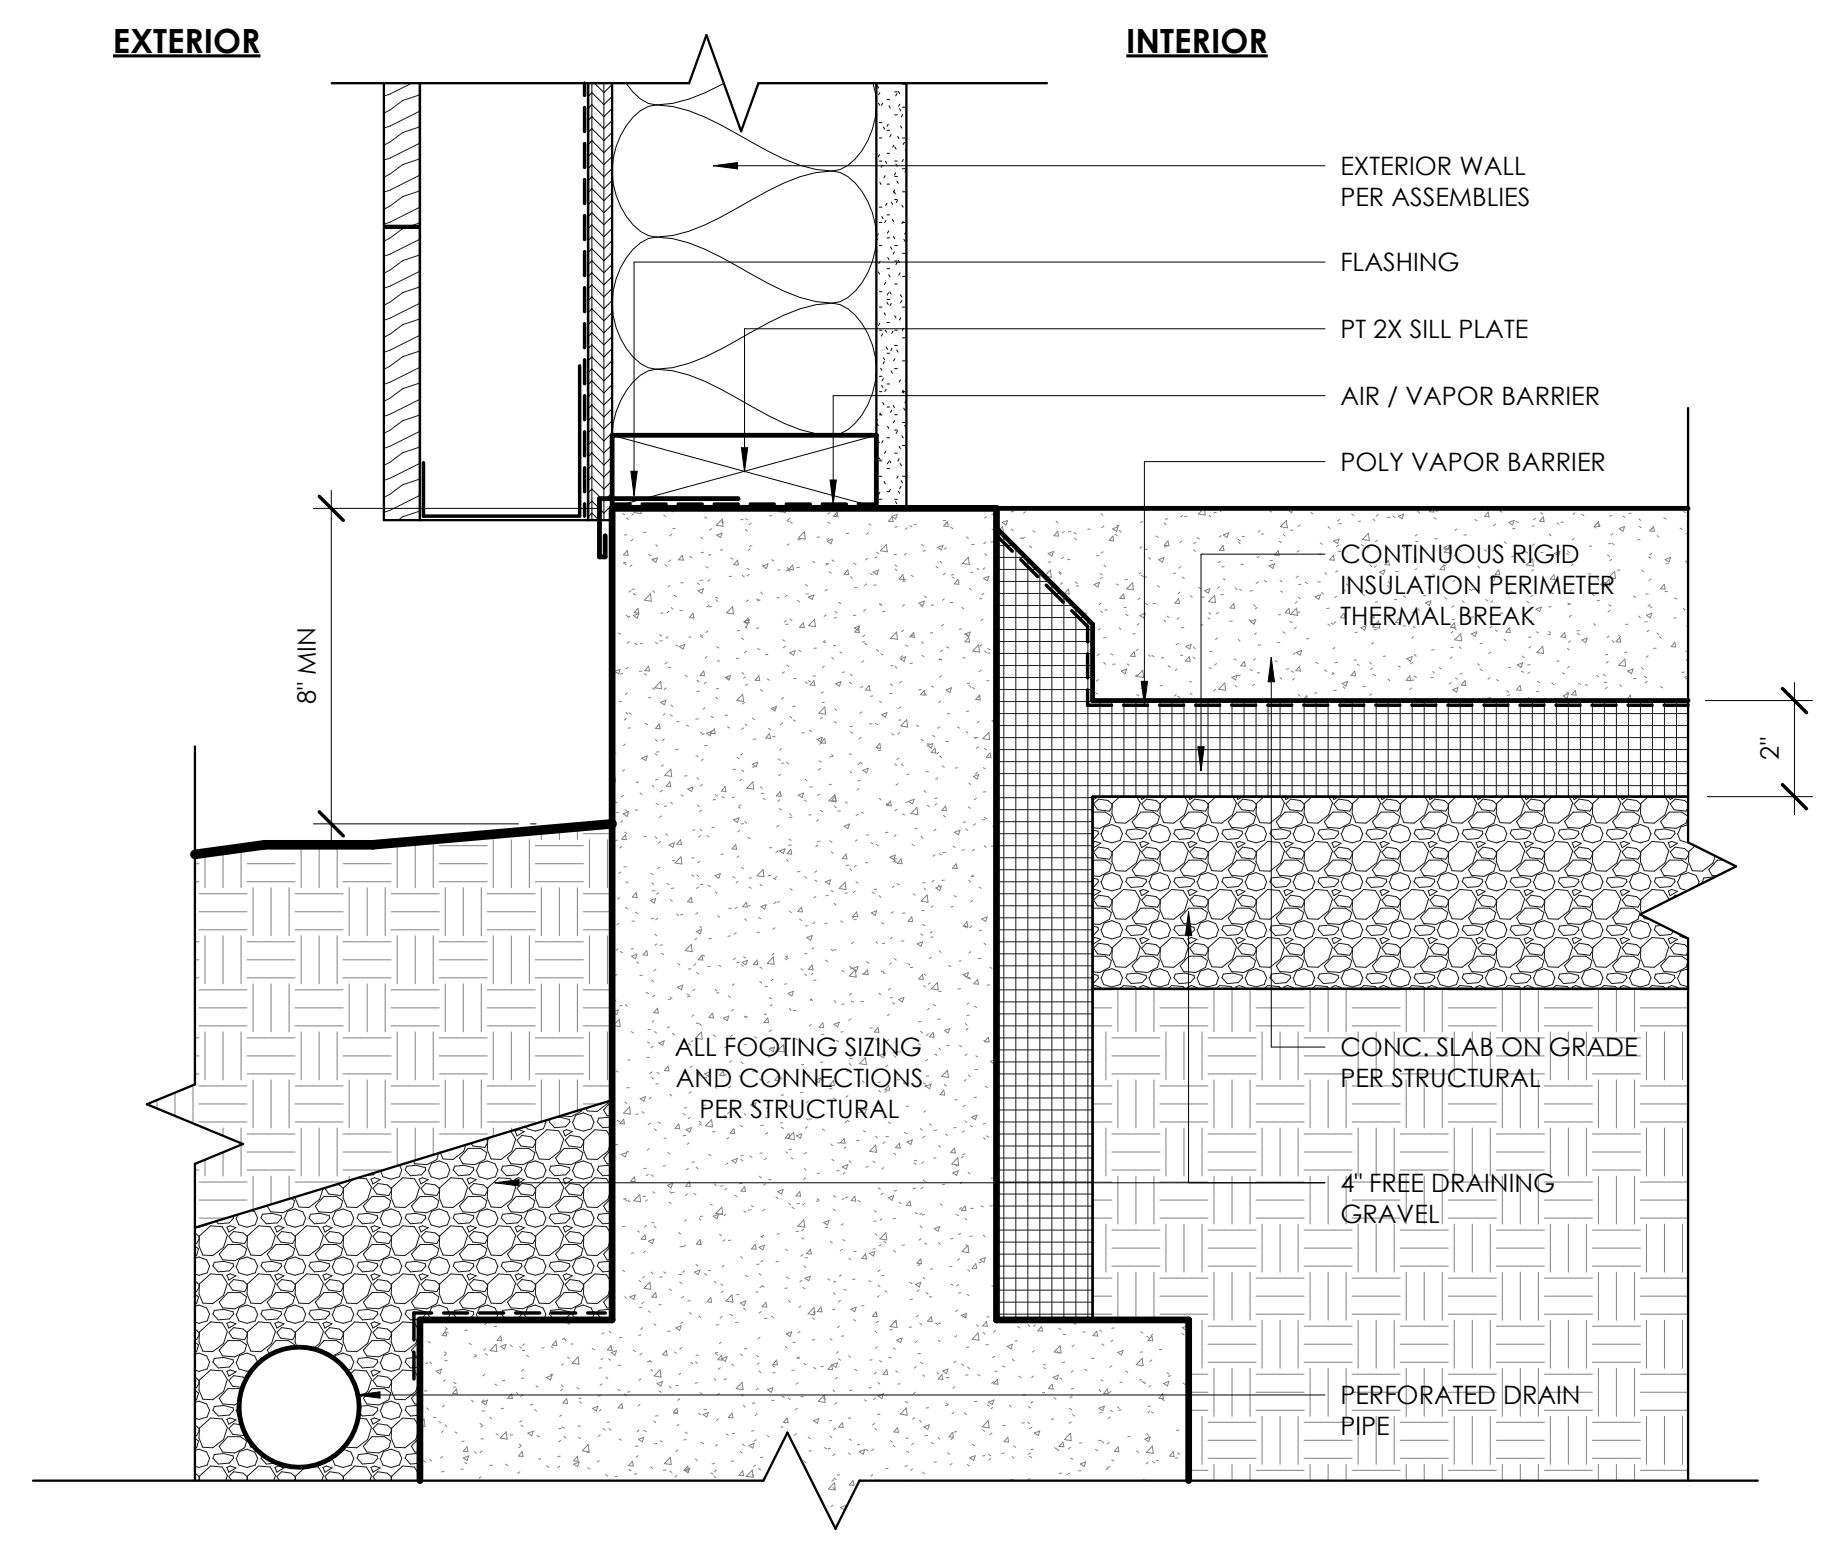 EXTERIOR
INTERIOR
EXTERIOR WALL
PER ASSEMBLIES
FLASHING
PT 2X SILL PLATE
AIR / VAPOR BARRIER
POLY VAPOR BARRIER
CONTINUOUS RIGID
INSULATION PERIMETER
THERMAL BREAK
8" MIN
2"
ALL FOOTING SIZING
AND CONNECTIONS
PER STRUCTURAL
CONC. SLAB ON GRADE
PER STRUCTURAL
4" FREE DRAINING
GRAVEL
PERFORATED DRAIN
PIPE